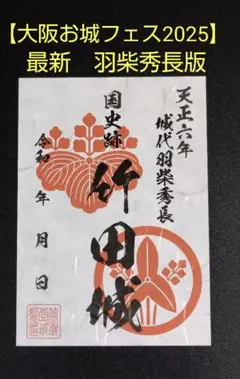 【大阪お城フェス2025】
最新　羽柴秀長版
天正六年
城代羽柴秀長
国史跡
竹田城
令和　年　月　日